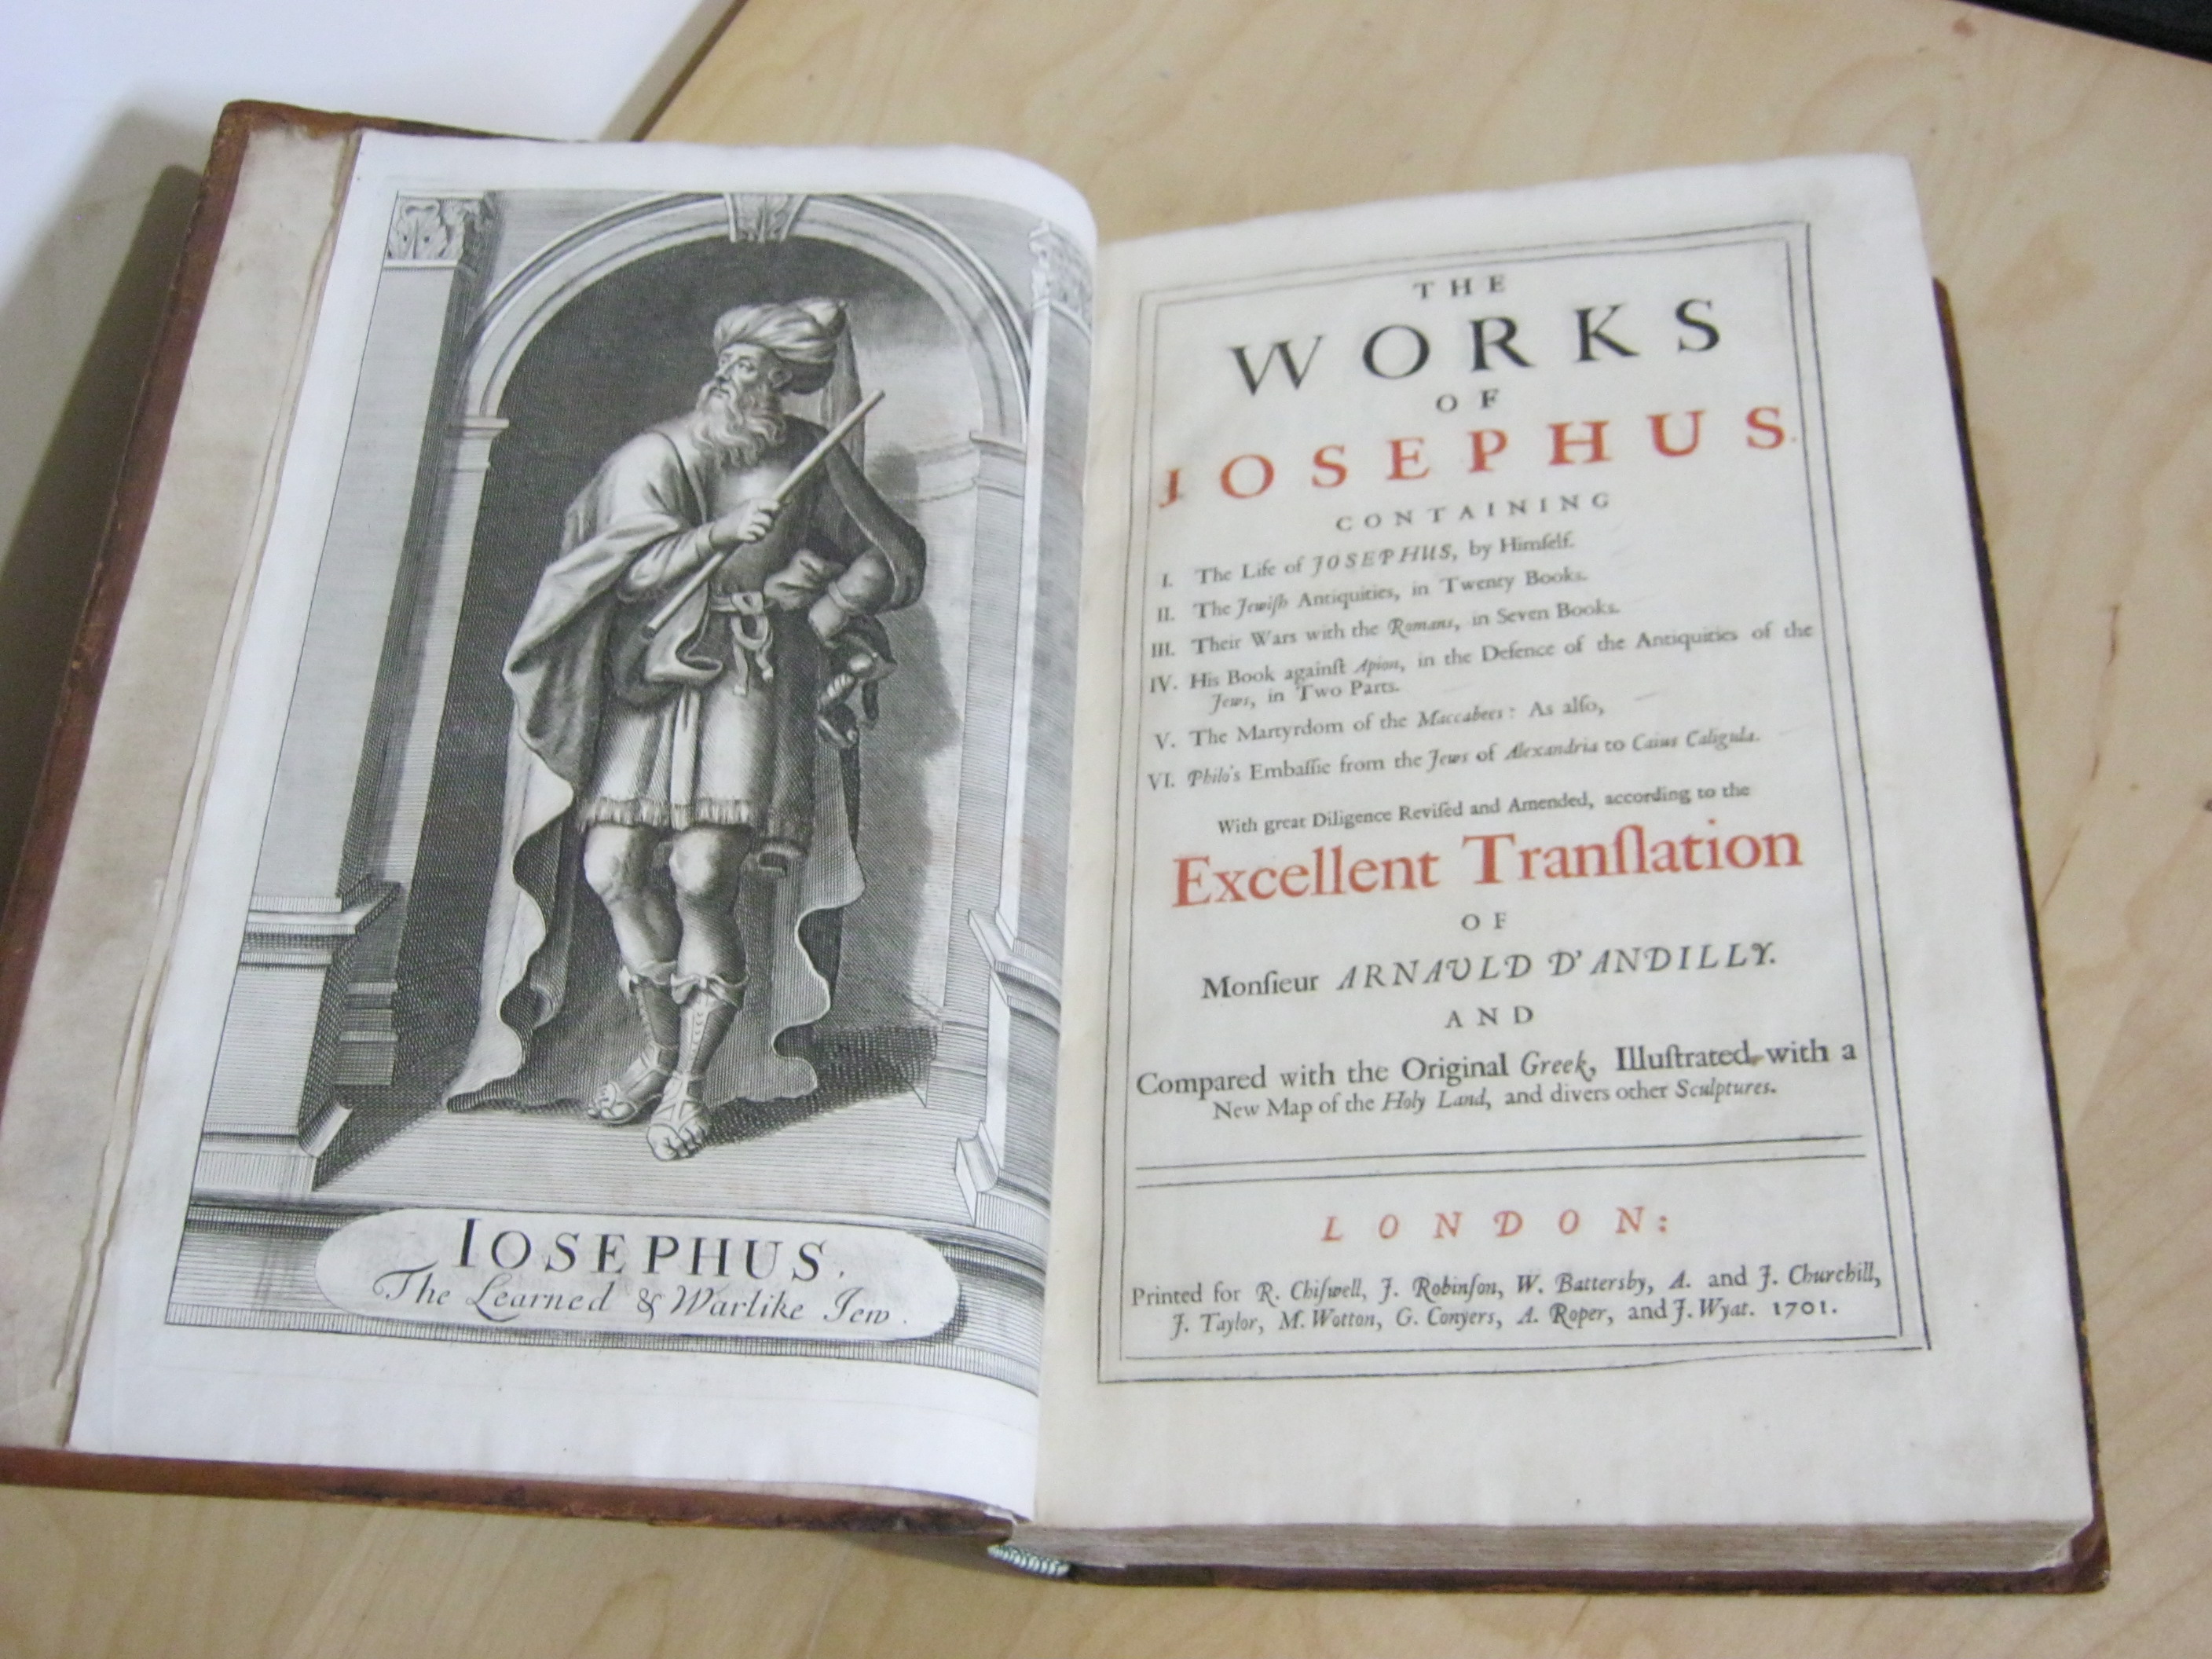 IOSEPHUS.
The Learned & Warlike Jew.
THE
WORKS
OF
JOSEPHUS.
CONTAINING
I. The Life of JOSEPHUS, by Himſelf.
II. The Jewiſh Antiquities, in Twenty Books.
III. Their Wars with the Romans, in Seven Books.
IV. His Book againſt Apion, in the Defence of the Antiquities of the
Jews, in Two Parts.
V. The Martyrdom of the Maccabees: As alſo,
VI. Philo's Embaſſie from the Jews of Alexandria to Caius Caligula.
With great Diligence Reviſed and Amended, according to the
Excellent Tranſlation
OF
Monſieur ARNAULD D'ANDILLY.
AND
Compared with the Original Greek, Illuſtrated with a
New Map of the Holy Land, and divers other Sculptures.
LONDON:
Printed for R. Chiſwell, J. Robinſon, W. Battersby, A. and J. Churchill,
J. Taylor, M. Wotton, G. Conyers, A. Roper, and J. Wyat. 1701.